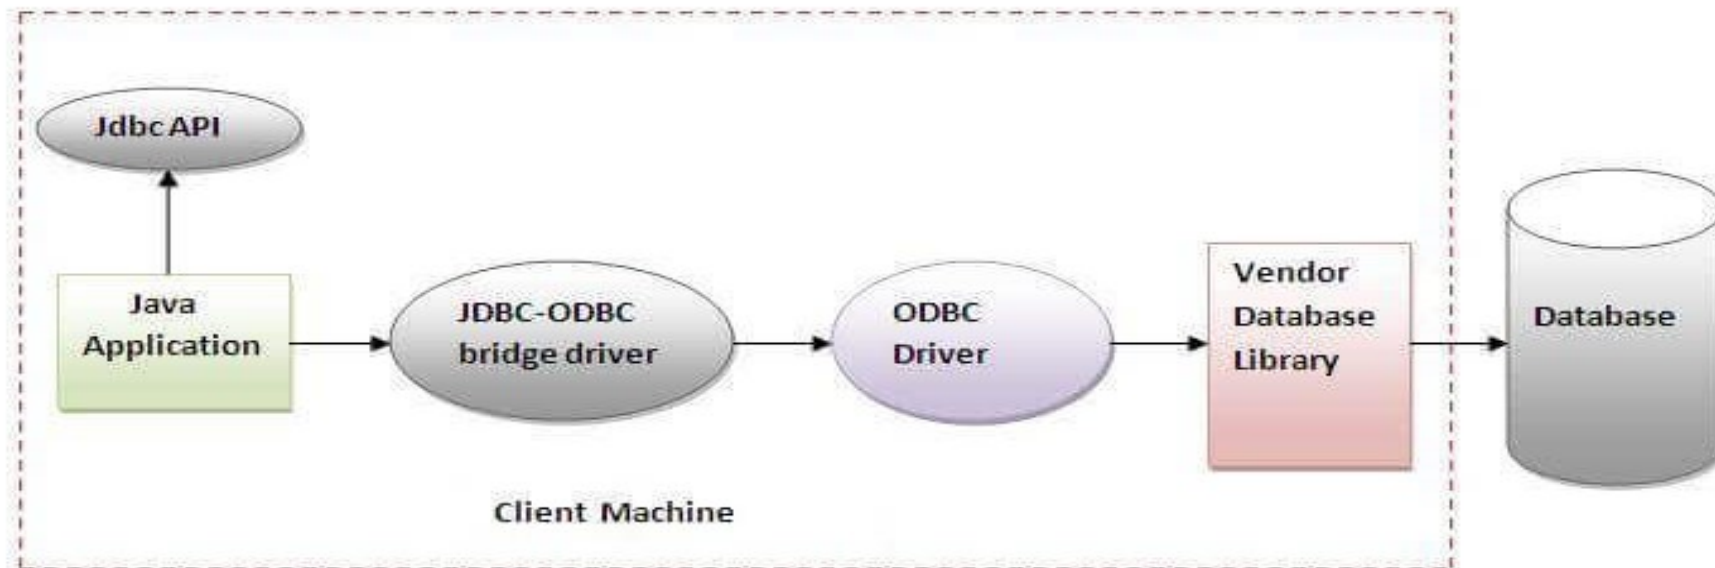 Jdbc API
Java
Application
JDBC-ODBC
bridge driver
ODBC
Driver
Vendor
Database
Library
Database
Client Machine